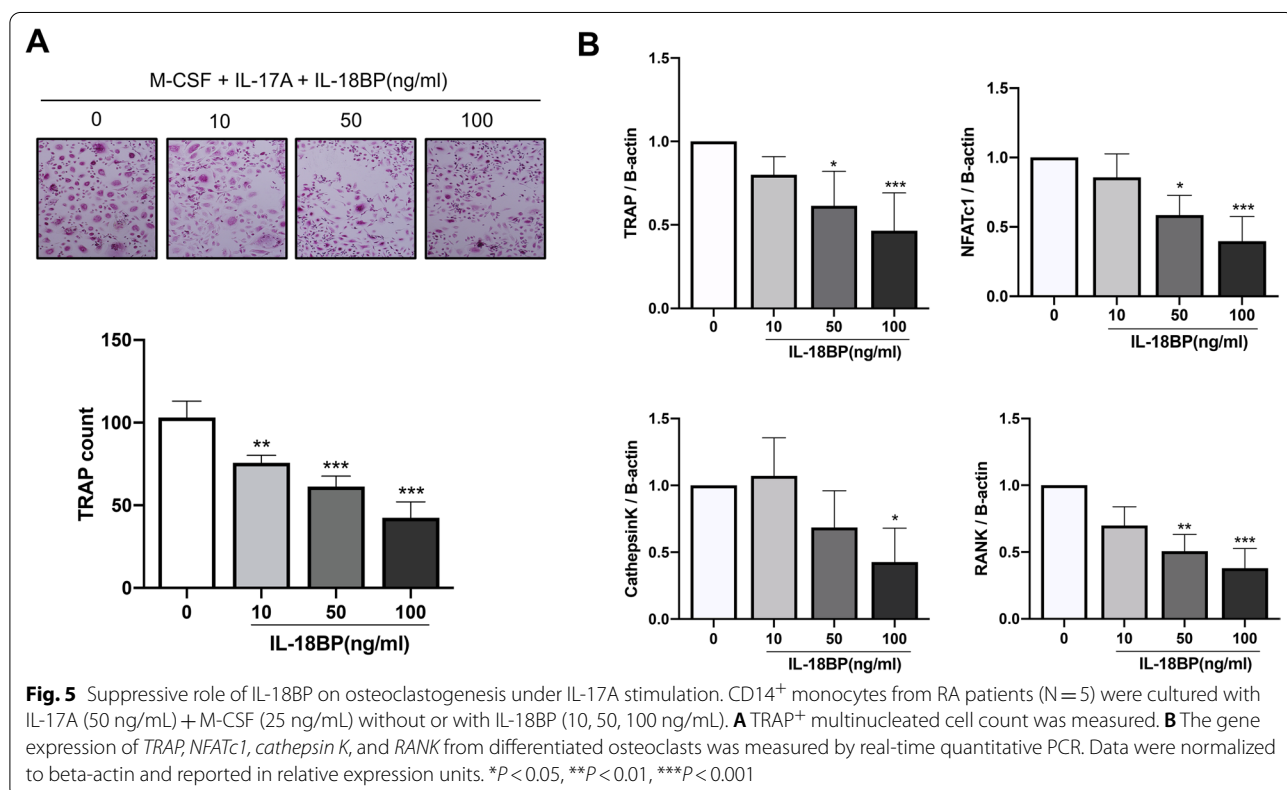 A
M-CSF + IL-17A + IL-18BP(ng/ml)
0 10 50 100
TRAP count
150
100
50
0
** *** ***
0 10 50 100
IL-18BP(ng/ml)
B
TRAP / B-actin
1.5
1.0
0.5
0.0
* ***
0 10 50 100
IL-18BP(ng/ml)
NFATc1 / B-actin
1.5
1.0
0.5
0.0
* ***
0 10 50 100
IL-18BP(ng/ml)
CathepsinK / B-actin
1.5
1.0
0.5
0.0
*
0 10 50 100
IL-18BP(ng/ml)
RANK / B-actin
1.5
1.0
0.5
0.0
** ***
0 10 50 100
IL-18BP(ng/ml)
Fig. 5 Suppressive role of IL-18BP on osteoclastogenesis under IL-17A stimulation. CD14+ monocytes from RA patients (N = 5) were cultured with
IL-17A (50 ng/mL) + M-CSF (25 ng/mL) without or with IL-18BP (10, 50, 100 ng/mL). A TRAP+ multinucleated cell count was measured. B The gene
expression of TRAP, NFATc1, cathepsin K, and RANK from differentiated osteoclasts was measured by real-time quantitative PCR. Data were normalized
to beta-actin and reported in relative expression units. *P < 0.05, **P < 0.01, ***P < 0.001